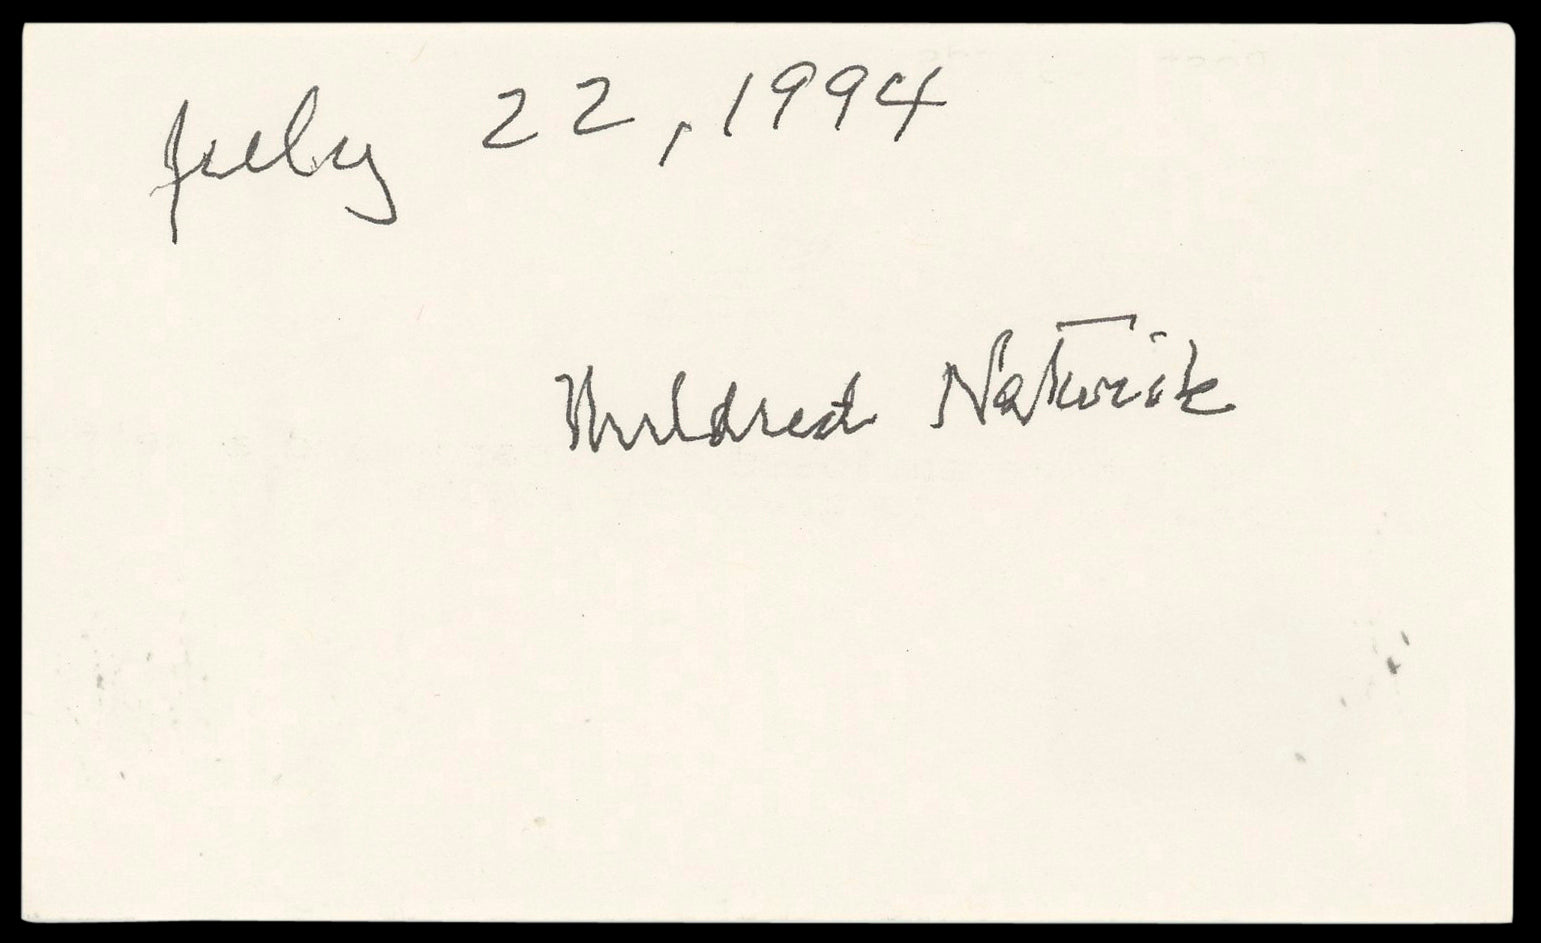 July 22, 1994
Mildred Natwick